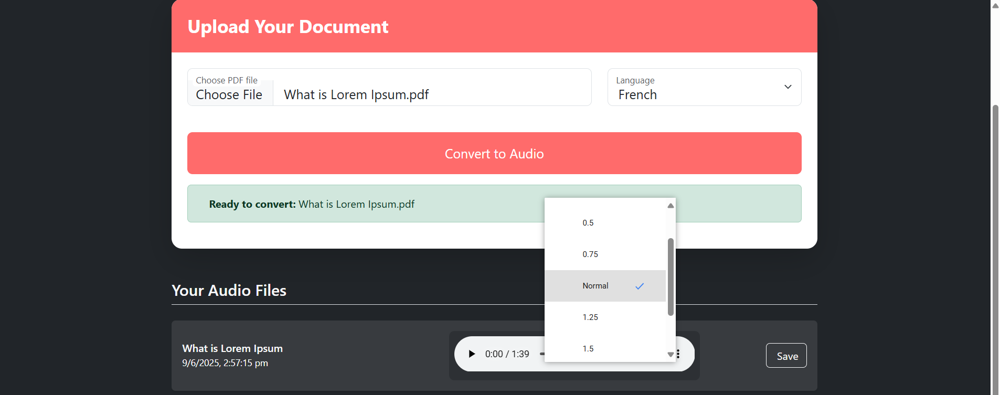 Upload Your Document
Choose PDF file
Choose File What is Lorem Ipsum.pdf
Language
French
Convert to Audio
Ready to convert: What is Lorem Ipsum.pdf
0.5
0.75
Normal
1.25
1.5
Your Audio Files
What is Lorem Ipsum
9/6/2025, 2:57:15 pm
0:00 / 1:39
Save